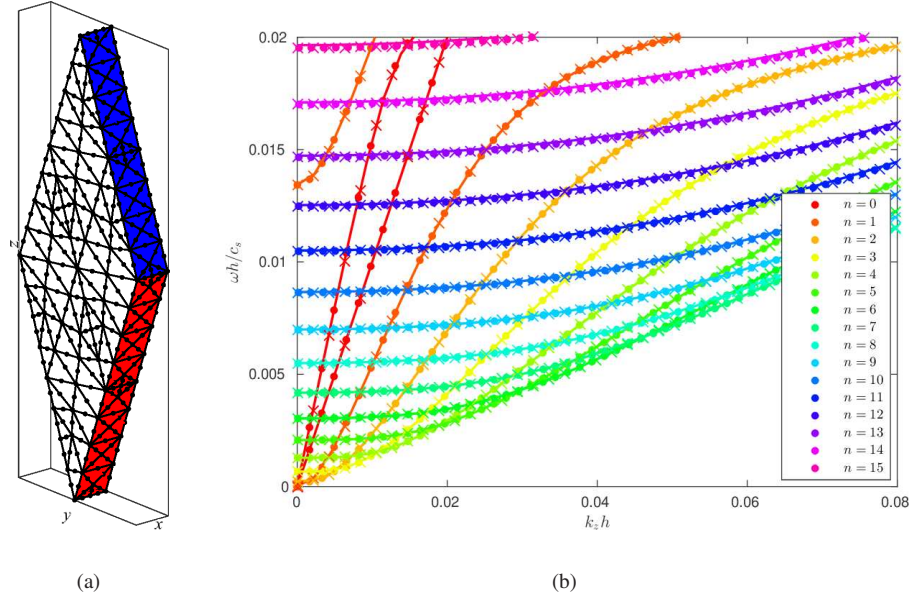 z
y
x
(a)
0.02
0.015
0.01
0.005
0
ωh/c_s
0
0.02
0.04
0.06
0.08
k_z h
n = 0
n = 1
n = 2
n = 3
n = 4
n = 5
n = 6
n = 7
n = 8
n = 9
n = 10
n = 11
n = 12
n = 13
n = 14
n = 15
(b)